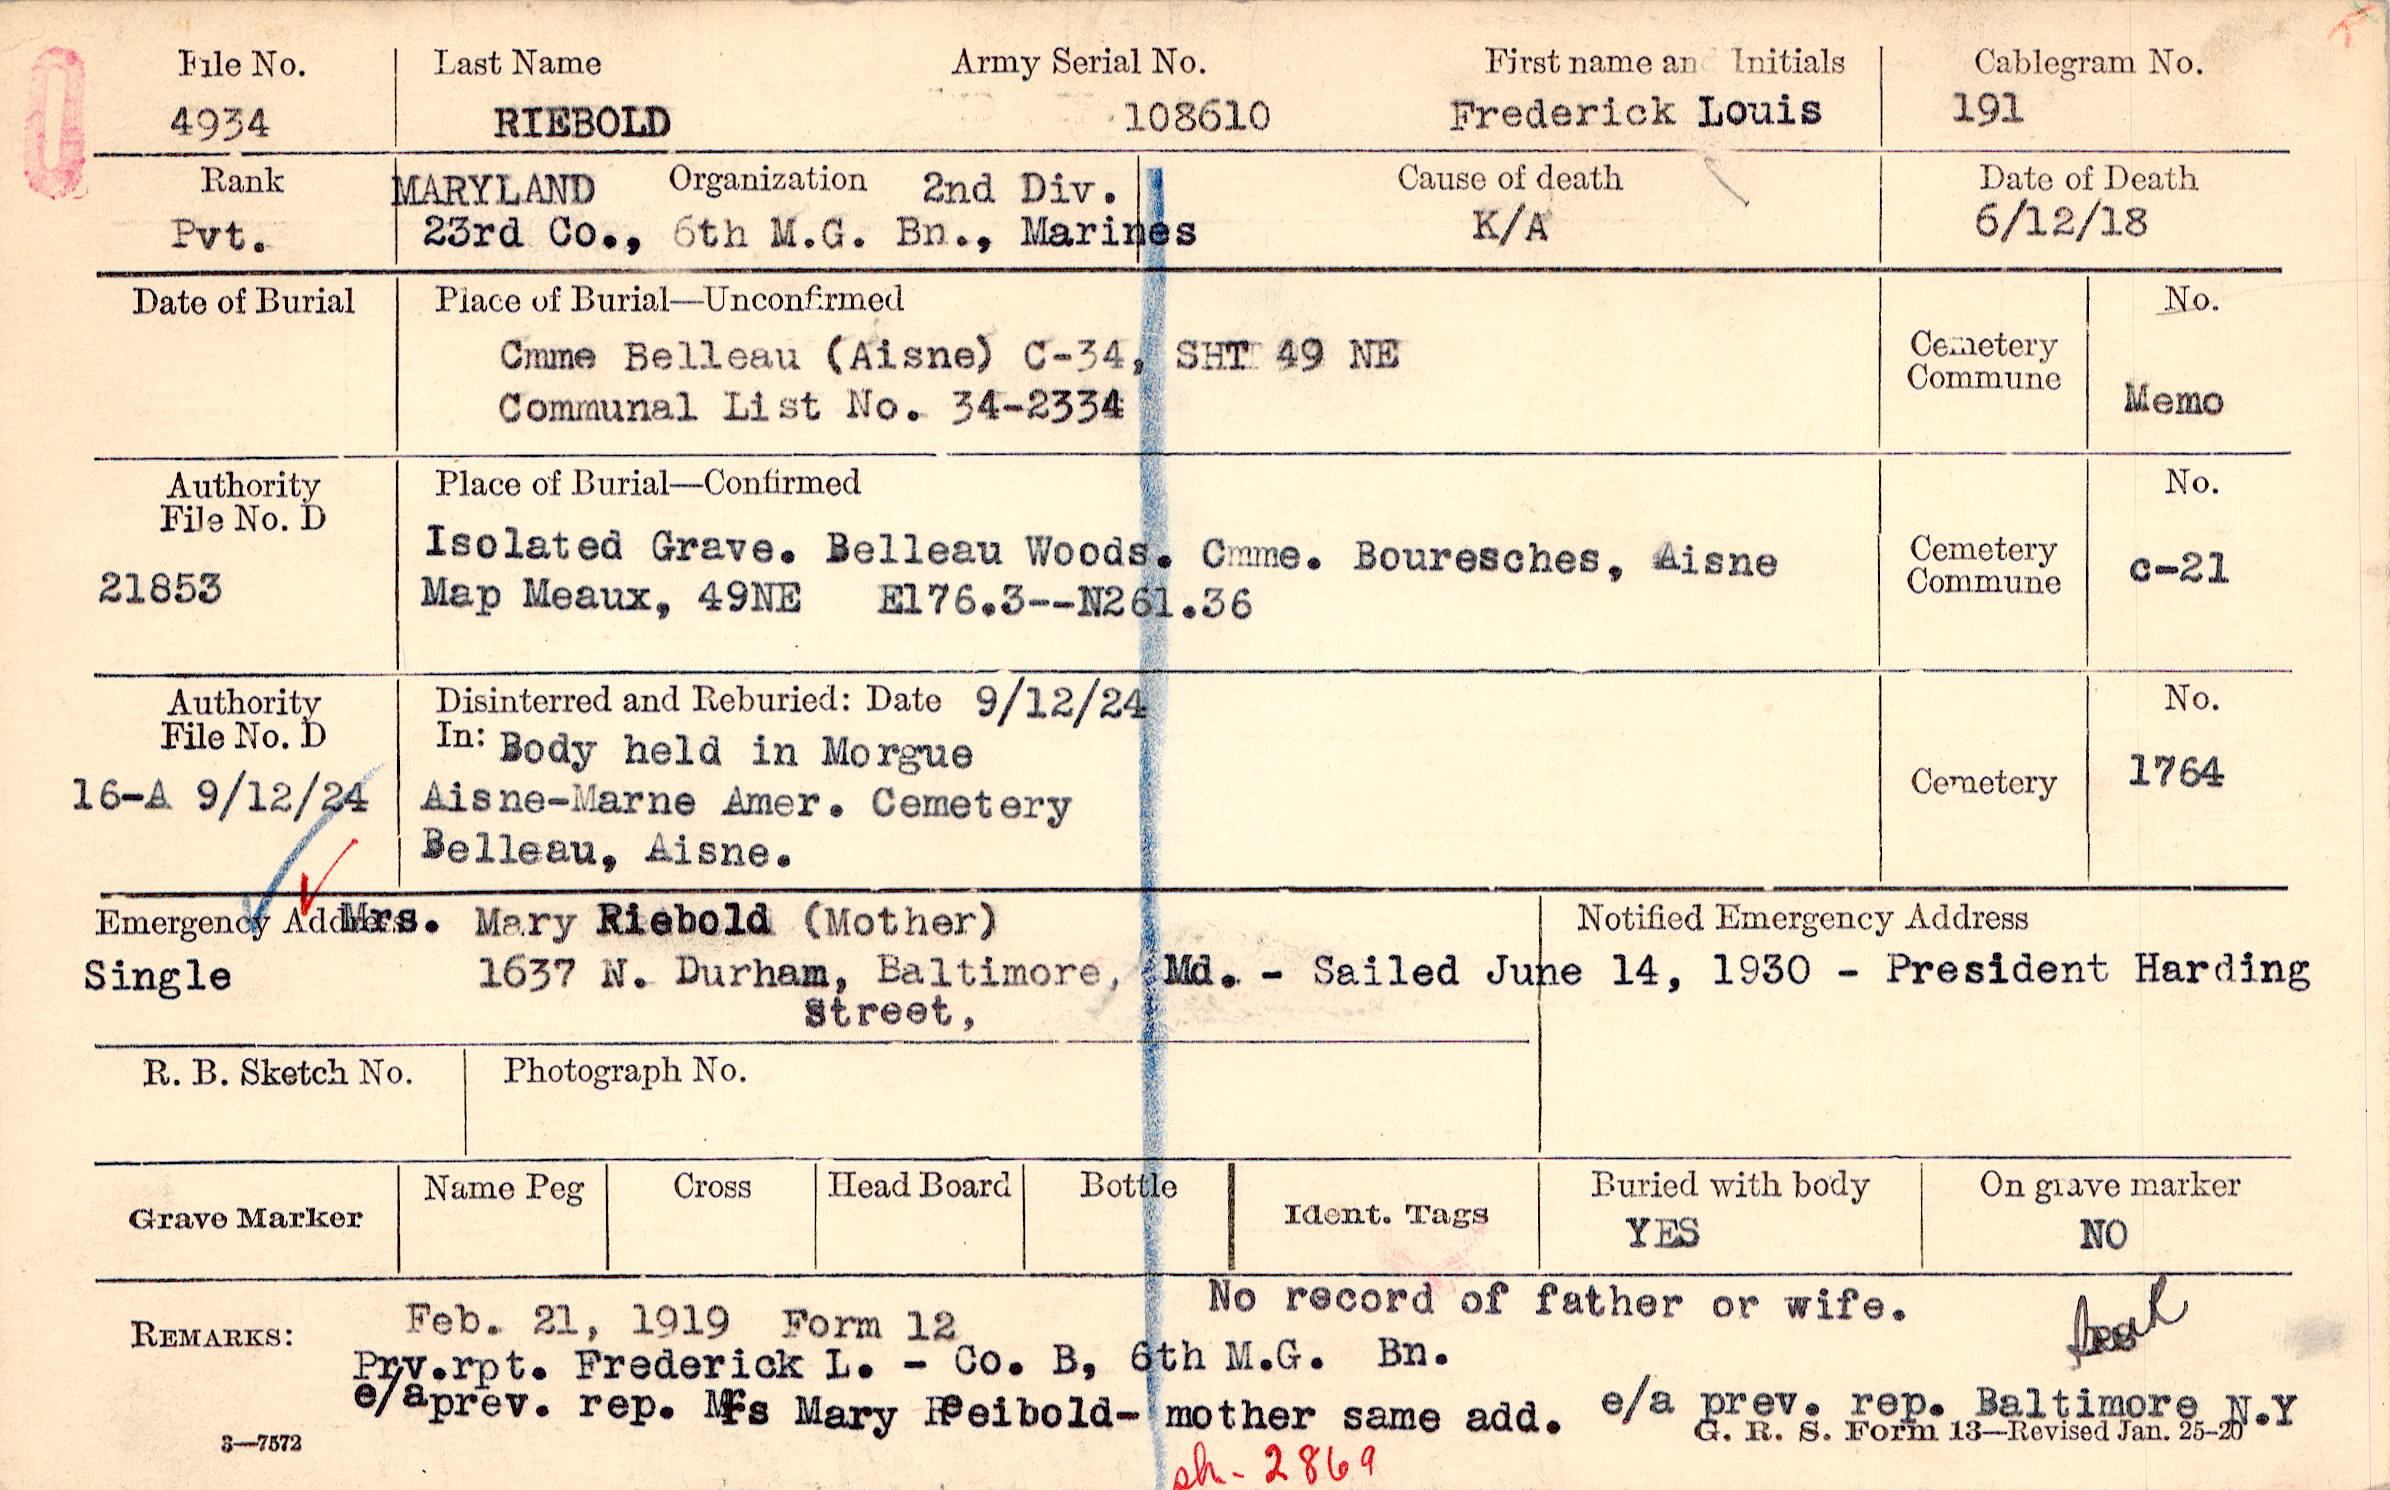 File No. Last Name Army Serial No. First name and Initials Cablegram No.
4934 RIEBOLD 108610 Frederick Louis 191
Rank MARYLAND Organization 2nd Div. Cause of death Date of Death
Pvt. 23rd Co., 6th M.G. Bn., Marines K/A 6/12/18
Date of Burial Place of Burial—Unconfirmed No.
Cmme Belleau (Aisne) C-34, SHT 49 NE Cemetery
Communal List No. 34-2334 Commune Memo
Authority Place of Burial—Confirmed No.
File No. D
Isolated Grave. Belleau Woods. Cmme. Bouresches, Aisne Cemetery
21853 Map Meaux, 49NE E176.3--N261.36 Commune c-21
Authority Disinterred and Reburied: Date 9/12/24 No.
File No. D In: Body held in Morgue
16-A 9/12/24 Aisne-Marne Amer. Cemetery Cemetery 1764
Belleau, Aisne.
Emergency Address Mrs. Mary Riebold (Mother) Notified Emergency Address
Single 1637 N. Durham, Baltimore, Md. - Sailed June 14, 1930 - President Harding
Street,
R. B. Sketch No. Photograph No.
Grave Marker Name Peg Cross Head Board Bottle Ident. Tags Buried with body On grave marker
YES NO
No record of father or wife.
REMARKS: Feb. 21, 1919 Form 12
Prv.rpt. Frederick L. - Co. B, 6th M.G. Bn.
e/a prev. rep. Mrs Mary Reibold- mother same add. e/a prev. rep. Baltimore N.Y
3—7572 G. R. S. Form 13—Revised Jan. 25-20
sh- 2869